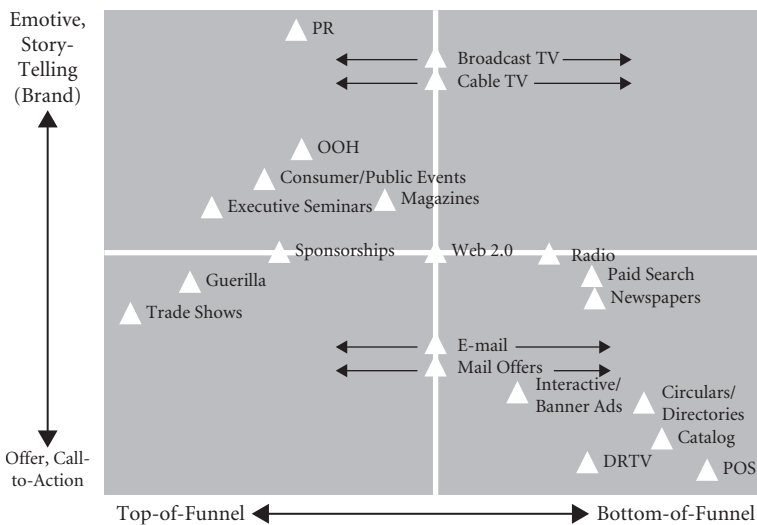 Emotive,
Story-
Telling
(Brand)
PR
Broadcast TV
Cable TV
OOH
Consumer/Public Events
Magazines
Executive Seminars
Sponsorships
Web 2.0
Radio
Guerilla
Paid Search
Newspapers
Trade Shows
E-mail
Mail Offers
Interactive/
Banner Ads
Circulars/
Directories
Catalog
DRTV
POS
Offer, Call-
to-Action
Top-of-Funnel
Bottom-of-Funnel